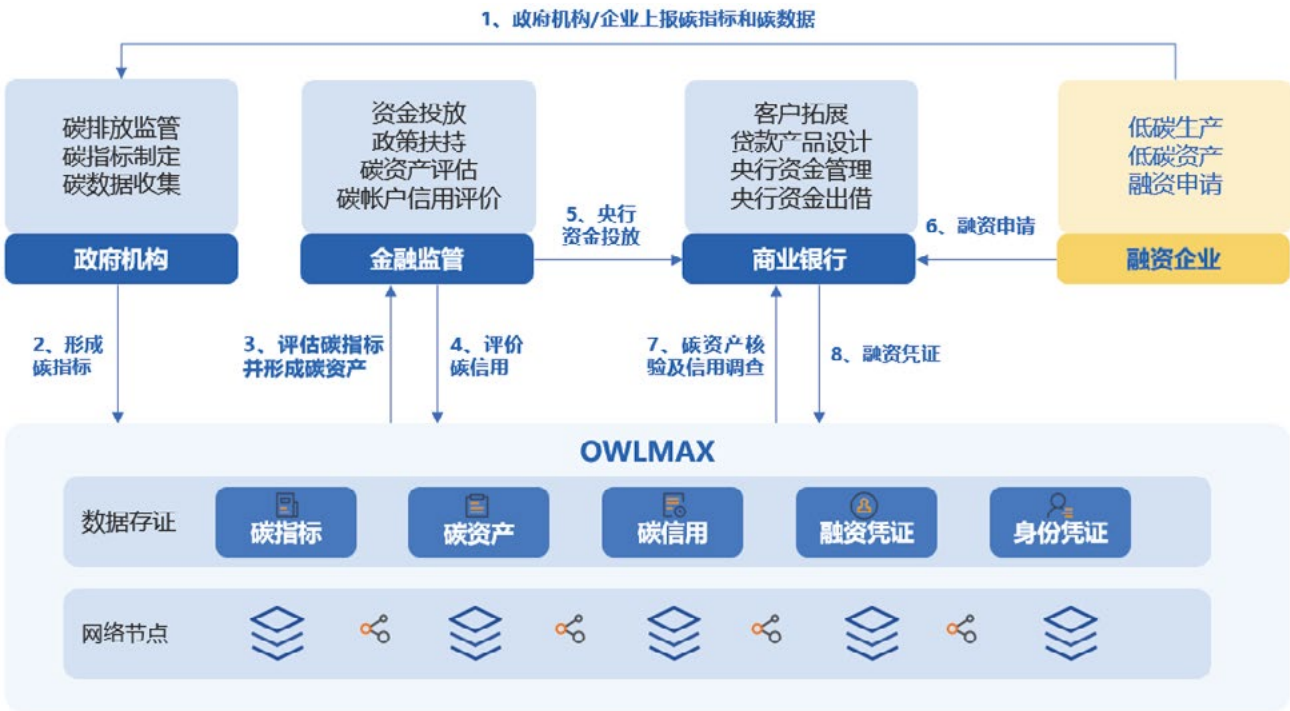 1、政府机构/企业上报碳指标和碳数据
碳排放监管
碳指标制定
碳数据收集
政府机构
资金投放
政策扶持
碳资产评估
碳帐户信用评价
金融监管
5、央行
资金投放
客户拓展
贷款产品设计
央行资金管理
央行资金出借
商业银行
6、融资申请
低碳生产
低碳资产
融资申请
融资企业
2、形成
碳指标
3、评估碳指标
并形成碳资产
4、评价
碳信用
7、碳资产核
验及信用调查
8、融资凭证
OWLMAX
数据存证
碳指标
碳资产
碳信用
融资凭证
身份凭证
网络节点